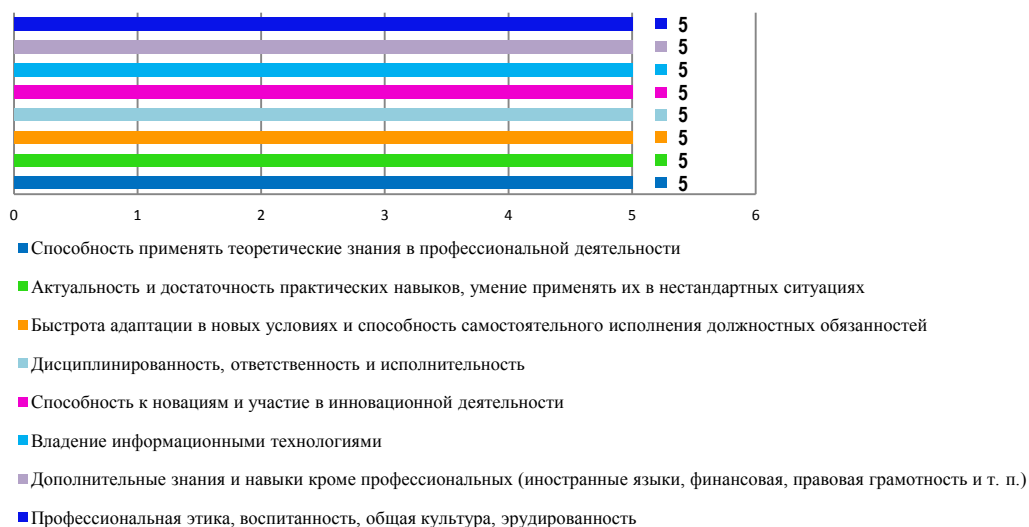 5
5
5
5
5
5
5
5
0 1 2 3 4 5 6
Способность применять теоретические знания в профессиональной деятельности
Актуальность и достаточность практических навыков, умение применять их в нестандартных ситуациях
Быстрота адаптации в новых условиях и способность самостоятельного исполнения должностных обязанностей
Дисциплинированность, ответственность и исполнительность
Способность к новациям и участие в инновационной деятельности
Владение информационными технологиями
Дополнительные знания и навыки кроме профессиональных (иностранные языки, финансовая, правовая грамотность и т. п.)
Профессиональная этика, воспитанность, общая культура, эрудированность